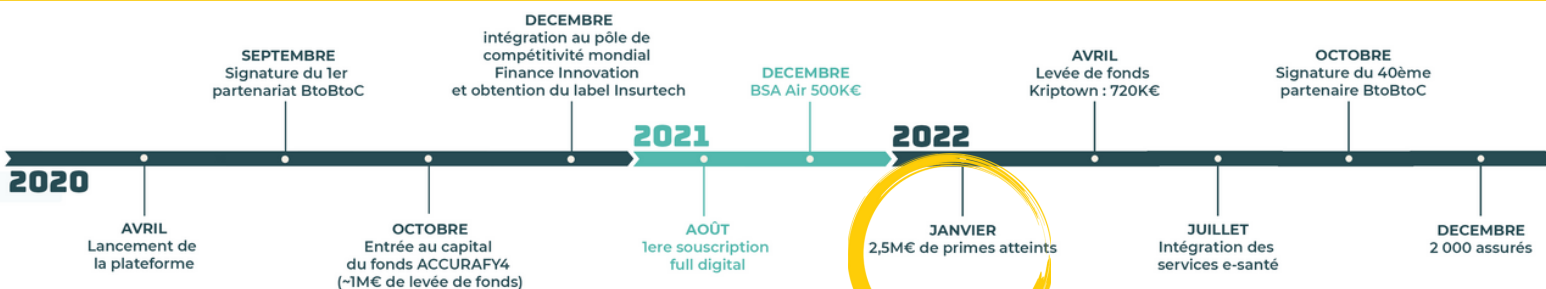 2020
AVRIL
Lancement de
la plateforme
SEPTEMBRE
Signature du 1er
partenariat BtoBtoC
OCTOBRE
Entrée au capital
du fonds ACCURAFY4
(~1M€ de levée de fonds)
DECEMBRE
intégration au pôle de
compétitivité mondial
Finance Innovation
et obtention du label Insurtech
2021
AOÛT
1ere souscription
full digital
DECEMBRE
BSA Air 500K€
2022
JANVIER
2,5M€ de primes atteints
AVRIL
Levée de fonds
Kriptown : 720K€
JUILLET
Intégration des
services e-santé
OCTOBRE
Signature du 40ème
partenaire BtoBtoC
DECEMBRE
2 000 assurés